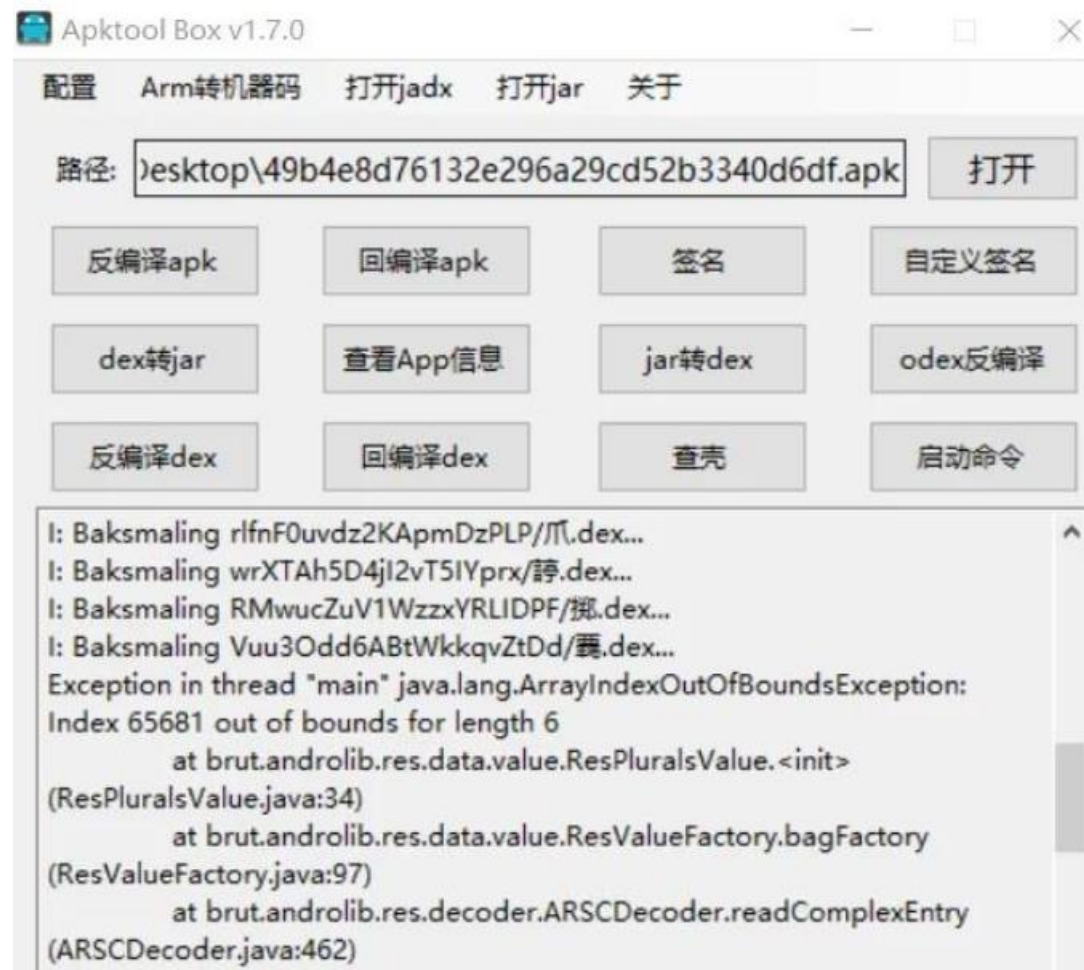 Apktool Box v1.7.0
配置 Arm转机器码 打开jadx 打开jar 关于
路径: Desktop\49b4e8d76132e296a29cd52b3340d6df.apk 打开
反编译apk 回编译apk 签名 自定义签名
dex转jar 查看App信息 jar转dex odex反编译
反编译dex 回编译dex 查壳 启动命令
I: Baksmaling rlfnF0uvdz2KApmDzPLP/爪.dex...
I: Baksmaling wrXTAh5D4jI2vT5IYprx/.dex...
I: Baksmaling RMwucZuV1WzzxYRLIDPF/掷.dex...
I: Baksmaling Vuu3Odd6ABtWkkqvZtDd/.dex...
Exception in thread "main" java.lang.ArrayIndexOutOfBoundsException:
Index 65681 out of bounds for length 6
at brut.androlib.res.data.value.ResPluralsValue.<init>
(ResPluralsValue.java:34)
at brut.androlib.res.data.value.ResValueFactory.bagFactory
(ResValueFactory.java:97)
at brut.androlib.res.decoder.ARSCDecoder.readComplexEntry
(ARSCDecoder.java:462)